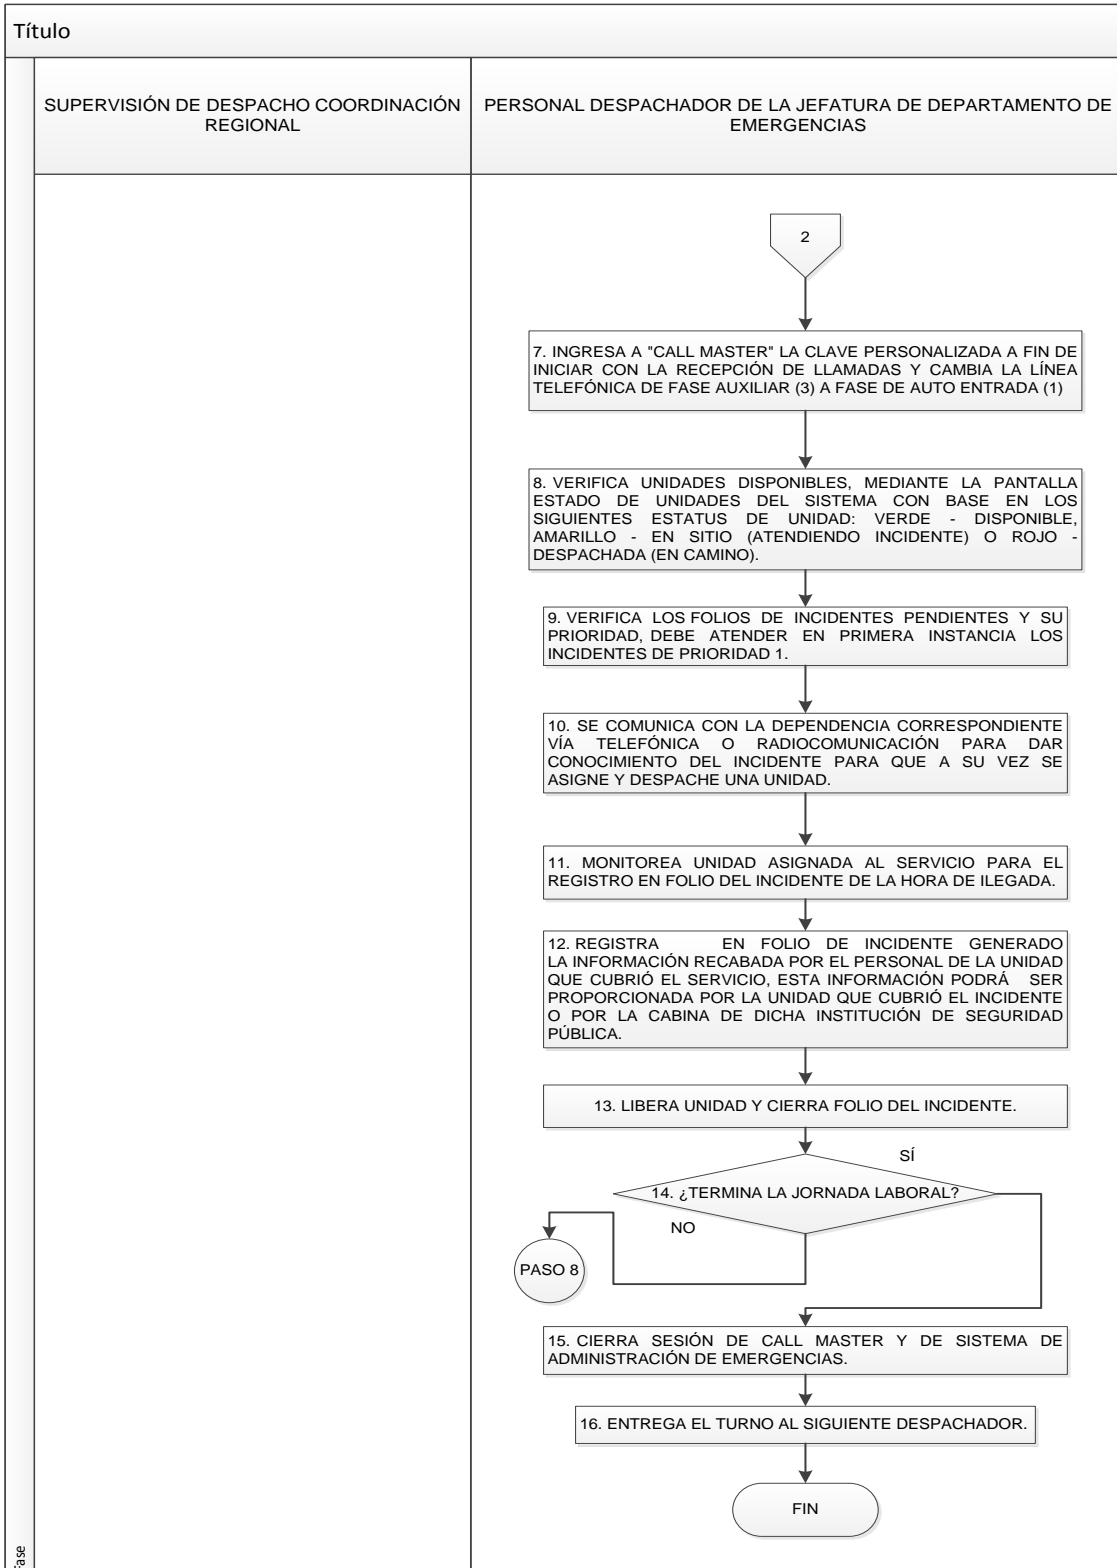 Título
SUPERVISIÓN DE DESPACHO COORDINACIÓN
REGIONAL
PERSONAL DESPACHADOR DE LA JEFATURA DE DEPARTAMENTO DE
EMERGENCIAS
2
7. INGRESA A "CALL MASTER" LA CLAVE PERSONALIZADA A FIN DE
INICIAR CON LA RECEPCIÓN DE LLAMADAS Y CAMBIA LA LÍNEA
TELEFÓNICA DE FASE AUXILIAR (3) A FASE DE AUTO ENTRADA (1)
8. VERIFICA UNIDADES DISPONIBLES, MEDIANTE LA PANTALLA
ESTADO DE UNIDADES DEL SISTEMA CON BASE EN LOS
SIGUIENTES ESTATUS DE UNIDAD: VERDE - DISPONIBLE,
AMARILLO - EN SITIO (ATENDIENDO INCIDENTE) O ROJO -
DESPACHADA (EN CAMINO).
9. VERIFICA LOS FOLIOS DE INCIDENTES PENDIENTES Y SU
PRIORIDAD, DEBE ATENDER EN PRIMERA INSTANCIA LOS
INCIDENTES DE PRIORIDAD 1.
10. SE COMUNICA CON LA DEPENDENCIA CORRESPONDIENTE
VÍA TELEFÓNICA O RADIOCOMUNICACIÓN PARA DAR
CONOCIMIENTO DEL INCIDENTE PARA QUE A SU VEZ SE
ASIGNE Y DESPACHE UNA UNIDAD.
11. MONITOREA UNIDAD ASIGNADA AL SERVICIO PARA EL
REGISTRO EN FOLIO DEL INCIDENTE DE LA HORA DE ILEGADA.
12. REGISTRA EN FOLIO DE INCIDENTE GENERADO
LA INFORMACIÓN RECABADA POR EL PERSONAL DE LA UNIDAD
QUE CUBRIÓ EL SERVICIO, ESTA INFORMACIÓN PODRÁ SER
PROPORCIONADA POR LA UNIDAD QUE CUBRIÓ EL INCIDENTE
O POR LA CABINA DE DICHA INSTITUCIÓN DE SEGURIDAD
PÚBLICA.
13. LIBERA UNIDAD Y CIERRA FOLIO DEL INCIDENTE.
SÍ
14. ¿TERMINA LA JORNADA LABORAL?
NO
PASO 8
15. CIERRA SESIÓN DE CALL MASTER Y DE SISTEMA DE
ADMINISTRACIÓN DE EMERGENCIAS.
16. ENTREGA EL TURNO AL SIGUIENTE DESPACHADOR.
FIN
Fase